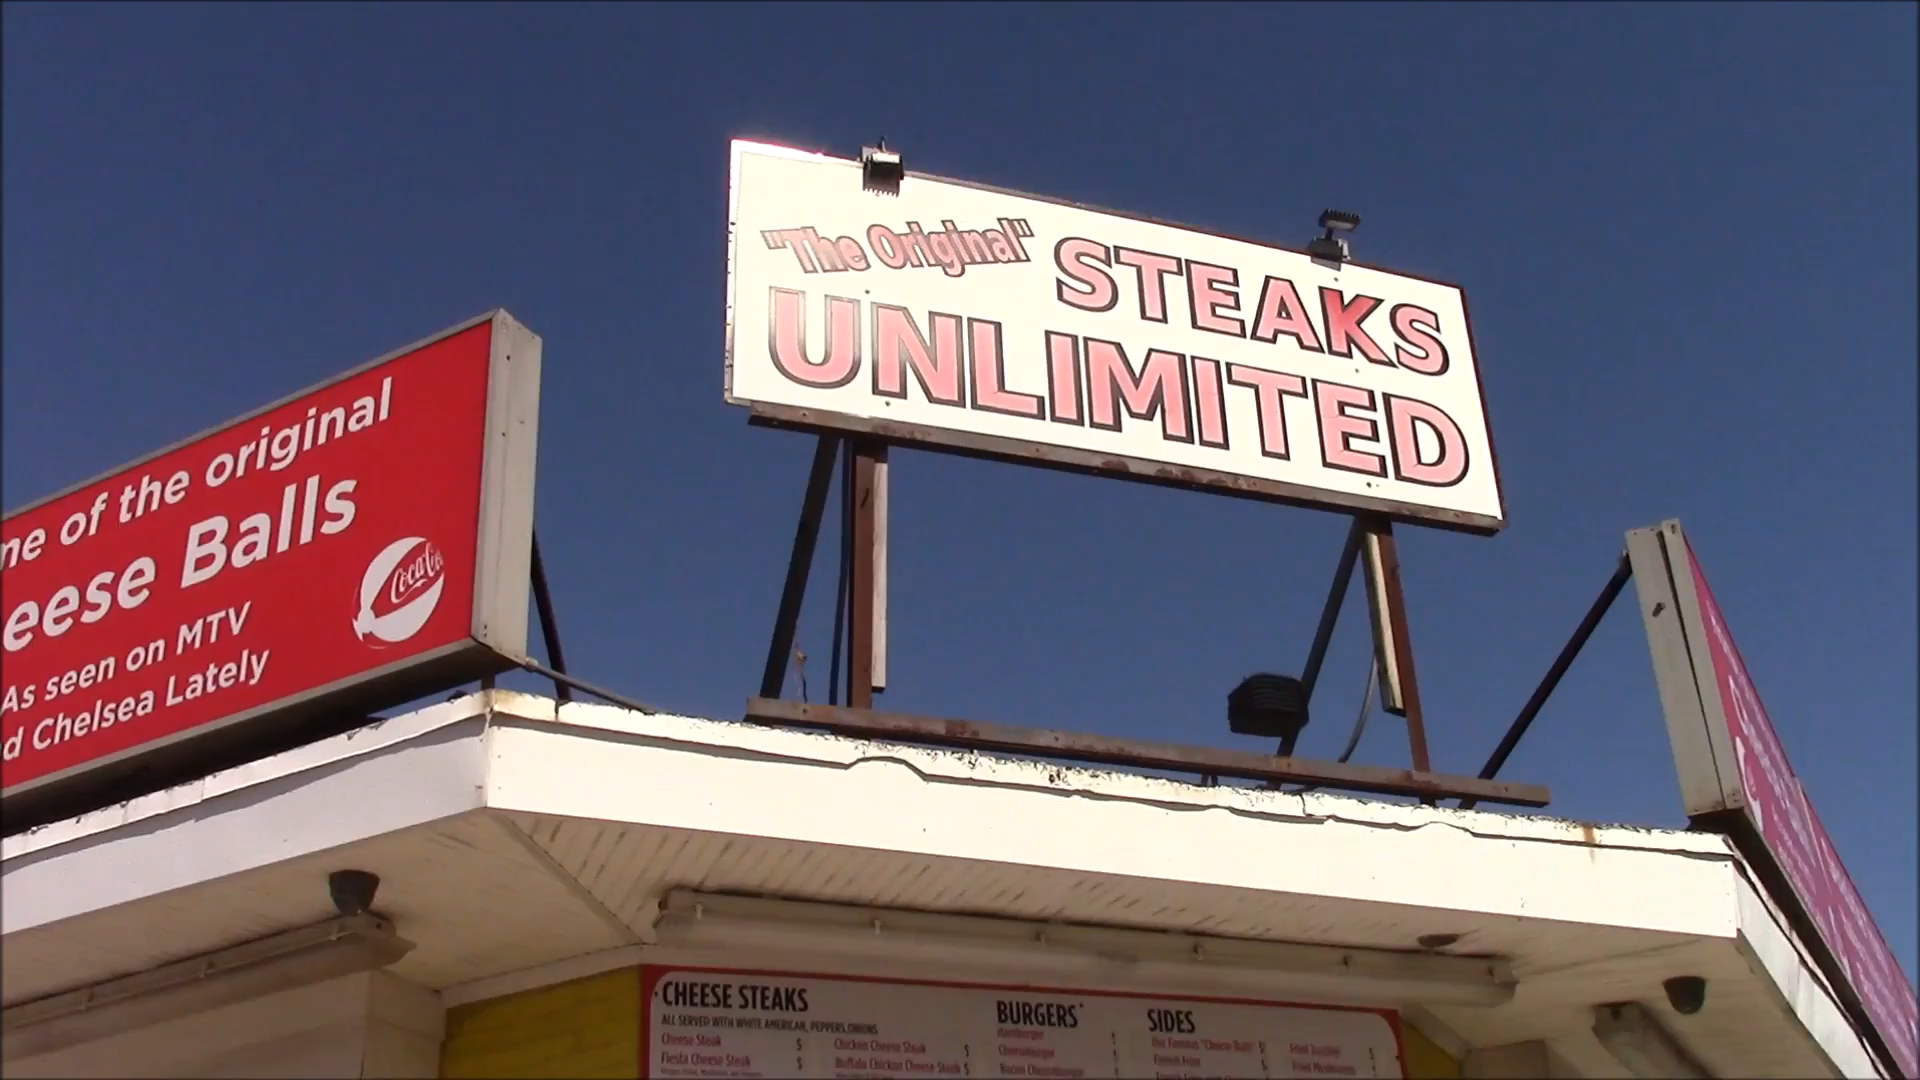 "The Original" STEAKS
UNLIMITED
of the original
Balls
As seen on MTV
Chelsea Lately
CHEESE STEAKS
ALL SERVED WITH WHITE AMERICAN, PEPPERS, ONIONS
Cheese Steak $
Fiesta Cheese Steak $
Chicken Cheese Steak $
Buffalo Chicken Cheese Steak $
BURGERS
Hamburger
Cheeseburger
Bacon Cheeseburger
SIDES
Our Famous "Cheese Balls"
French Fries
Fried Zucchini
Fried Mushrooms